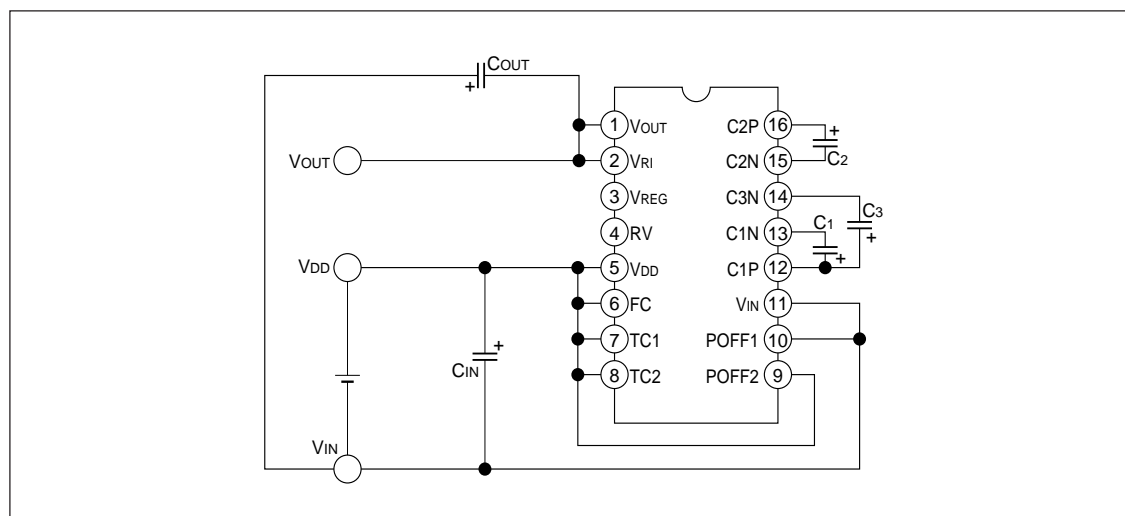 COUT
+
1 VOUT
C2P 16
+
VOUT
2 VRI
C2N 15
C2
3 VREG
C3N 14
C3
4 RV
C1N 13
C1
+
VDD
5 VDD
C1P 12
+
6 FC
VIN 11
+
7 TC1
POFF1 10
CIN
8 TC2
POFF2 9
VIN